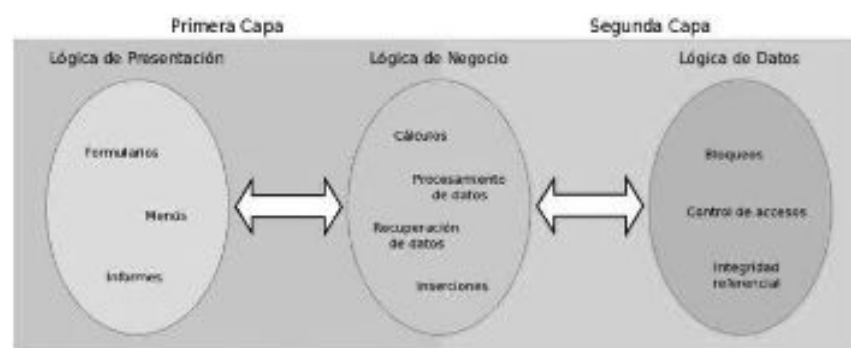 Primera Capa
Segunda Capa
Lógica de Presentación
Lógica de Negocio
Lógica de Datos
Formularios
Menús
Informes
Cálculos
Procesamiento
de datos
Recuperación
de datos
Inserciones
Bloqueos
Control de accesos
Integridad
referencial